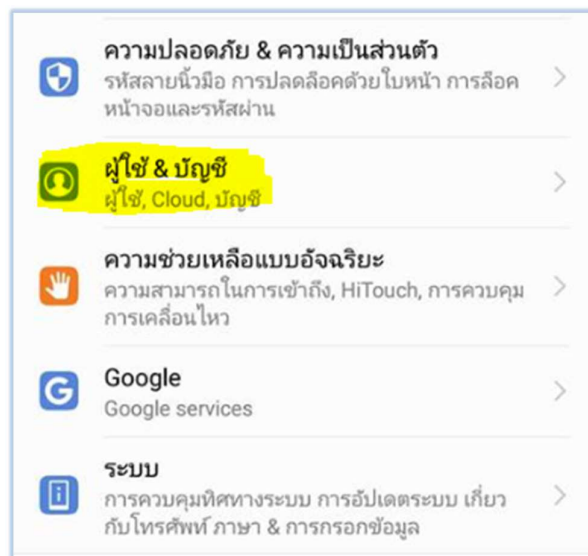 ความปลอดภัย & ความเป็นส่วนตัว
รหัสลายนิ้วมือ การปลดล็อคด้วยใบหน้า การล็อค
หน้าจอและรหัสผ่าน
ผู้ใช้ & บัญชี
ผู้ใช้, Cloud, บัญชี
ความช่วยเหลือแบบอัจฉริยะ
ความสามารถในการเข้าถึง, HiTouch, การควบคุม
การเคลื่อนไหว
Google
Google services
ระบบ
การควบคุมทิศทางระบบ การอัปเดตระบบ เกี่ยว
กับโทรศัพท์ ภาษา & การกรอกข้อมูล